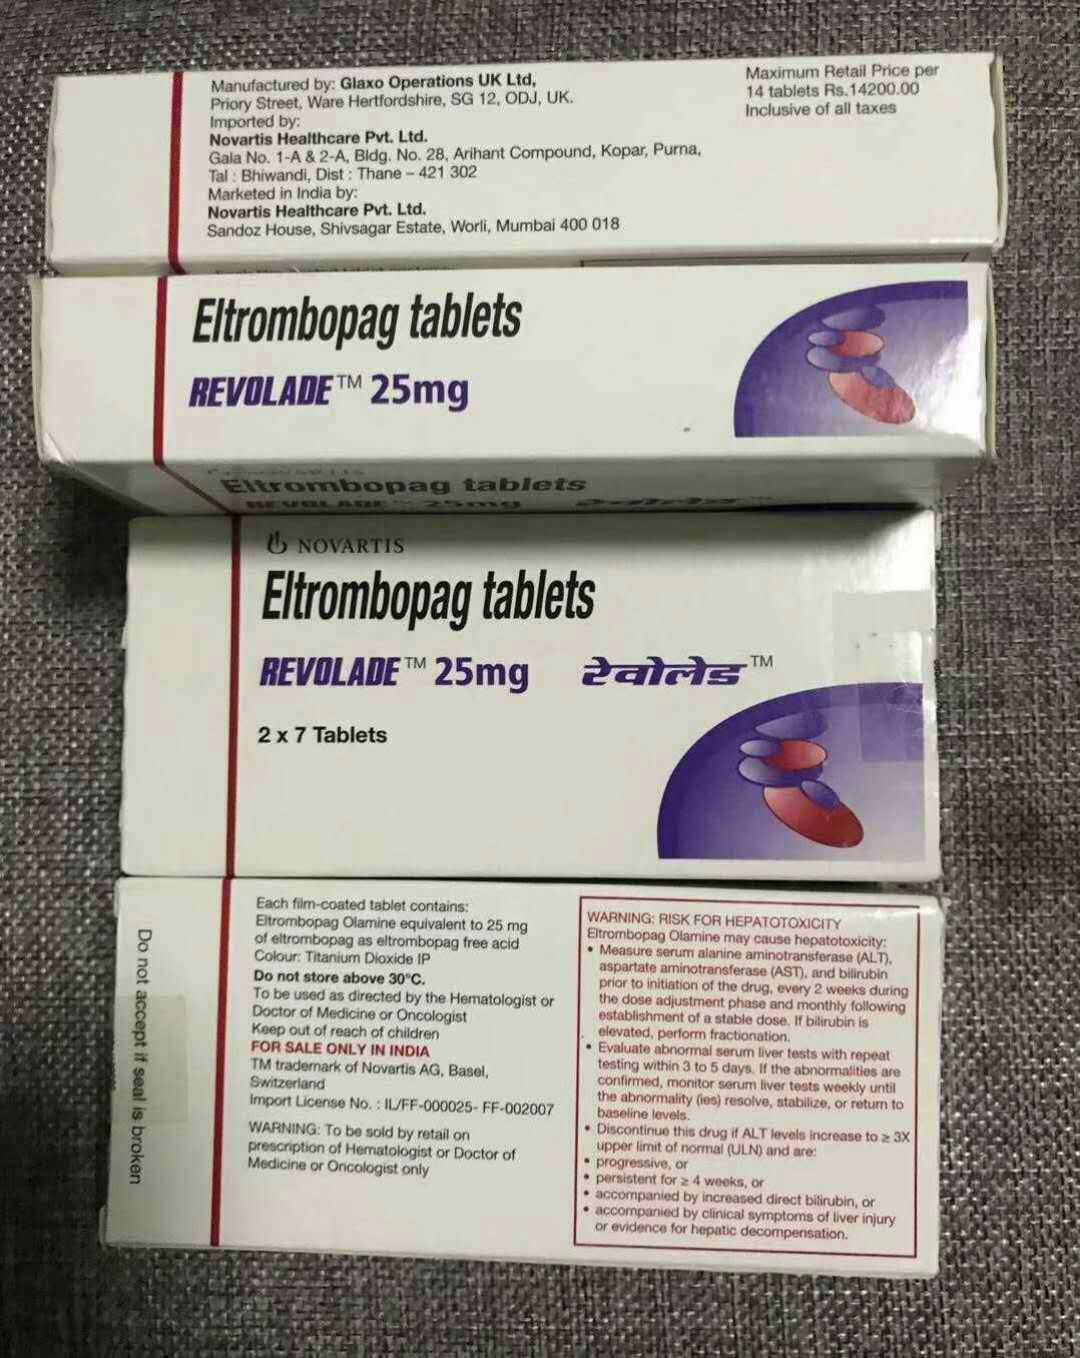 Manufactured by: Glaxo Operations UK Ltd,
Priory Street, Ware Hertfordshire, SG 12, ODJ, UK.
Imported by:
Novartis Healthcare Pvt. Ltd.
Gala No. 1-A & 2-A, Bldg. No. 28, Arihant Compound, Kopar, Purna,
Tal : Bhiwandi, Dist : Thane – 421 302
Marketed in India by:
Novartis Healthcare Pvt. Ltd.
Sandoz House, Shivsagar Estate, Worli, Mumbai 400 018
Maximum Retail Price per
14 tablets Rs.14200.00
Inclusive of all taxes
Eltrombopag tablets
REVOLADE™ 25mg
Eltrombopag tablets
REVOLADE™ 25mg रेवोलेड™
NOVARTIS
Eltrombopag tablets
REVOLADE™ 25mg रेवोलेड™
2 x 7 Tablets
Do not accept if seal is broken
Each film-coated tablet contains:
Eltrombopag Olamine equivalent to 25 mg
of eltrombopag as eltrombopag free acid
Colour: Titanium Dioxide IP
Do not store above 30°C.
To be used as directed by the Hematologist or
Doctor of Medicine or Oncologist
Keep out of reach of children
FOR SALE ONLY IN INDIA
TM trademark of Novartis AG, Basel,
Switzerland
Import License No. : IL/FF-000025- FF-002007
WARNING: To be sold by retail on
prescription of Hematologist or Doctor of
Medicine or Oncologist only
WARNING: RISK FOR HEPATOTOXICITY
Eltrombopag Olamine may cause hepatotoxicity:
• Measure serum alanine aminotransferase (ALT),
aspartate aminotransferase (AST), and bilirubin
prior to initiation of the drug, every 2 weeks during
the dose adjustment phase and monthly following
establishment of a stable dose. If bilirubin is
elevated, perform fractionation.
• Evaluate abnormal serum liver tests with repeat
testing within 3 to 5 days. If the abnormalities are
confirmed, monitor serum liver tests weekly until
the abnormality (ies) resolve, stabilize, or return to
baseline levels.
• Discontinue this drug if ALT levels increase to ≥ 3X
upper limit of normal (ULN) and are:
• progressive, or
• persistent for ≥ 4 weeks, or
• accompanied by increased direct bilirubin, or
• accompanied by clinical symptoms of liver injury
or evidence for hepatic decompensation.